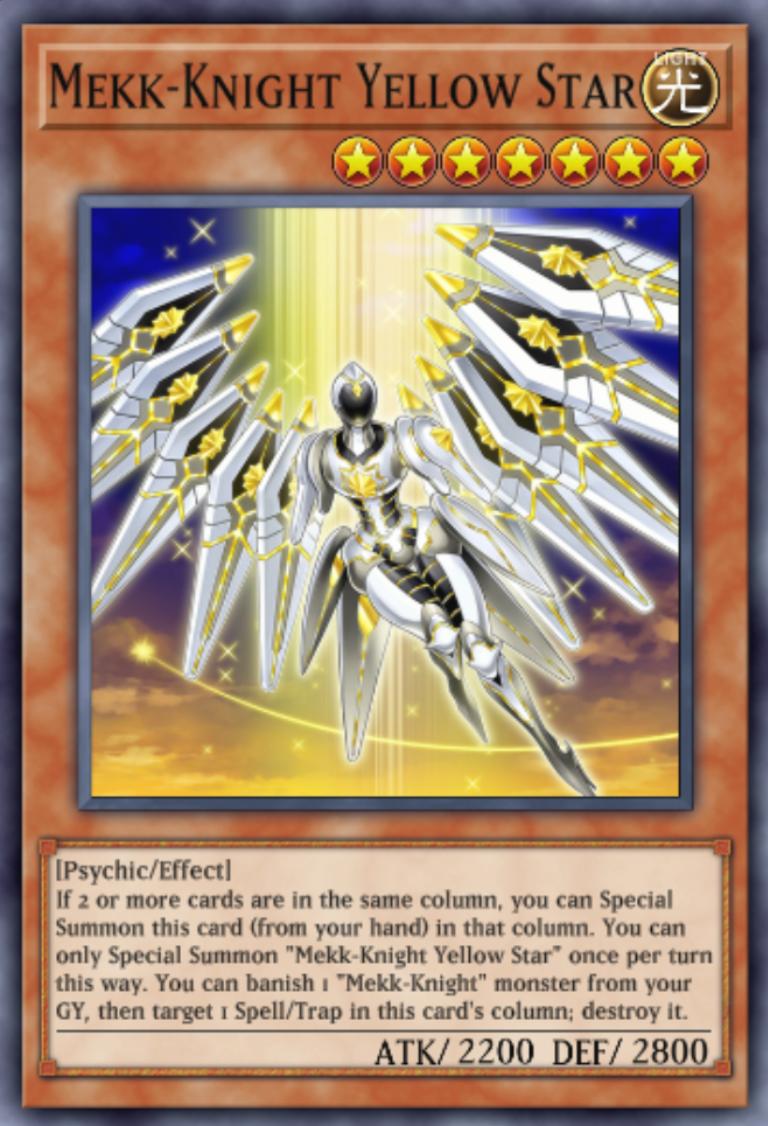 Mekk-Knight Yellow Star
LIGHT
光
[Psychic/Effect]
If 2 or more cards are in the same column, you can Special
Summon this card (from your hand) in that column. You can
only Special Summon "Mekk-Knight Yellow Star" once per turn
this way. You can banish 1 "Mekk-Knight" monster from your
GY, then target 1 Spell/Trap in this card's column; destroy it.
ATK/ 2200 DEF/ 2800